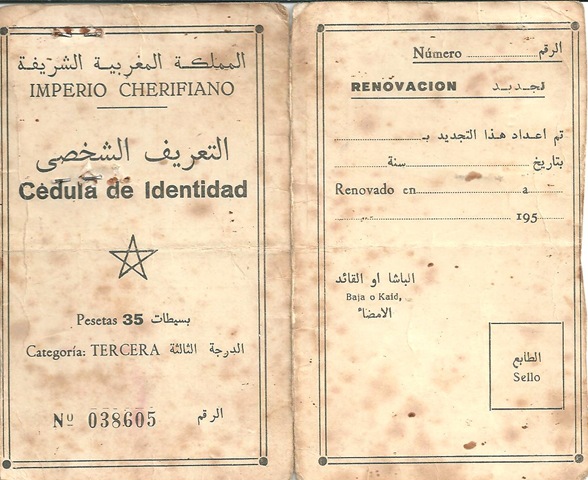 المملكة المغربية الشريفة
IMPERIO CHERIFIANO
التعريف الشخصي
Cédula de Identidad
Pesetas 35 بسيطات
Categoría: TERCERA الدرجة الثالثة
Nº 038605 الرقم
Número الرقم
RENOVACION تجديد
تم اعداد هذا التجديد بـ
بتاريخ سنة
Renovado en a
195
الباشا او القائد
Baja o Kaid,
الامضاء
الطابع
Sello